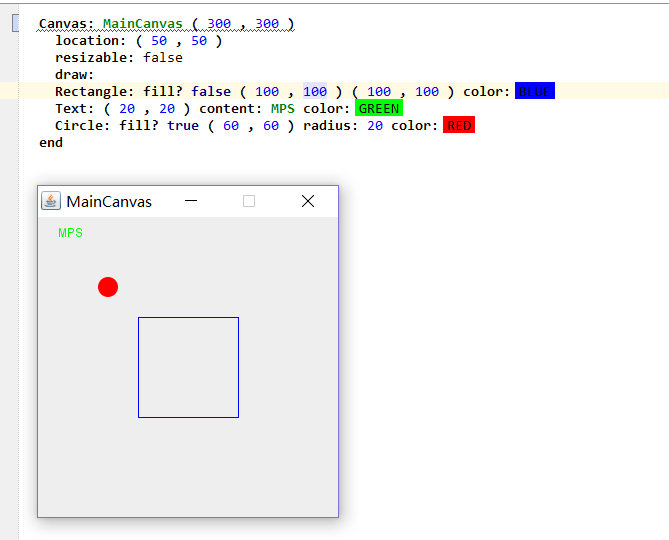 Canvas: MainCanvas ( 300 , 300 )
location: ( 50 , 50 )
resizable: false
draw:
Rectangle: fill? false ( 100 , 100 ) ( 100 , 100 ) color: BLUE
Text: ( 20 , 20 ) content: MPS color: GREEN
Circle: fill? true ( 60 , 60 ) radius: 20 color: RED
end
MainCanvas
MPS